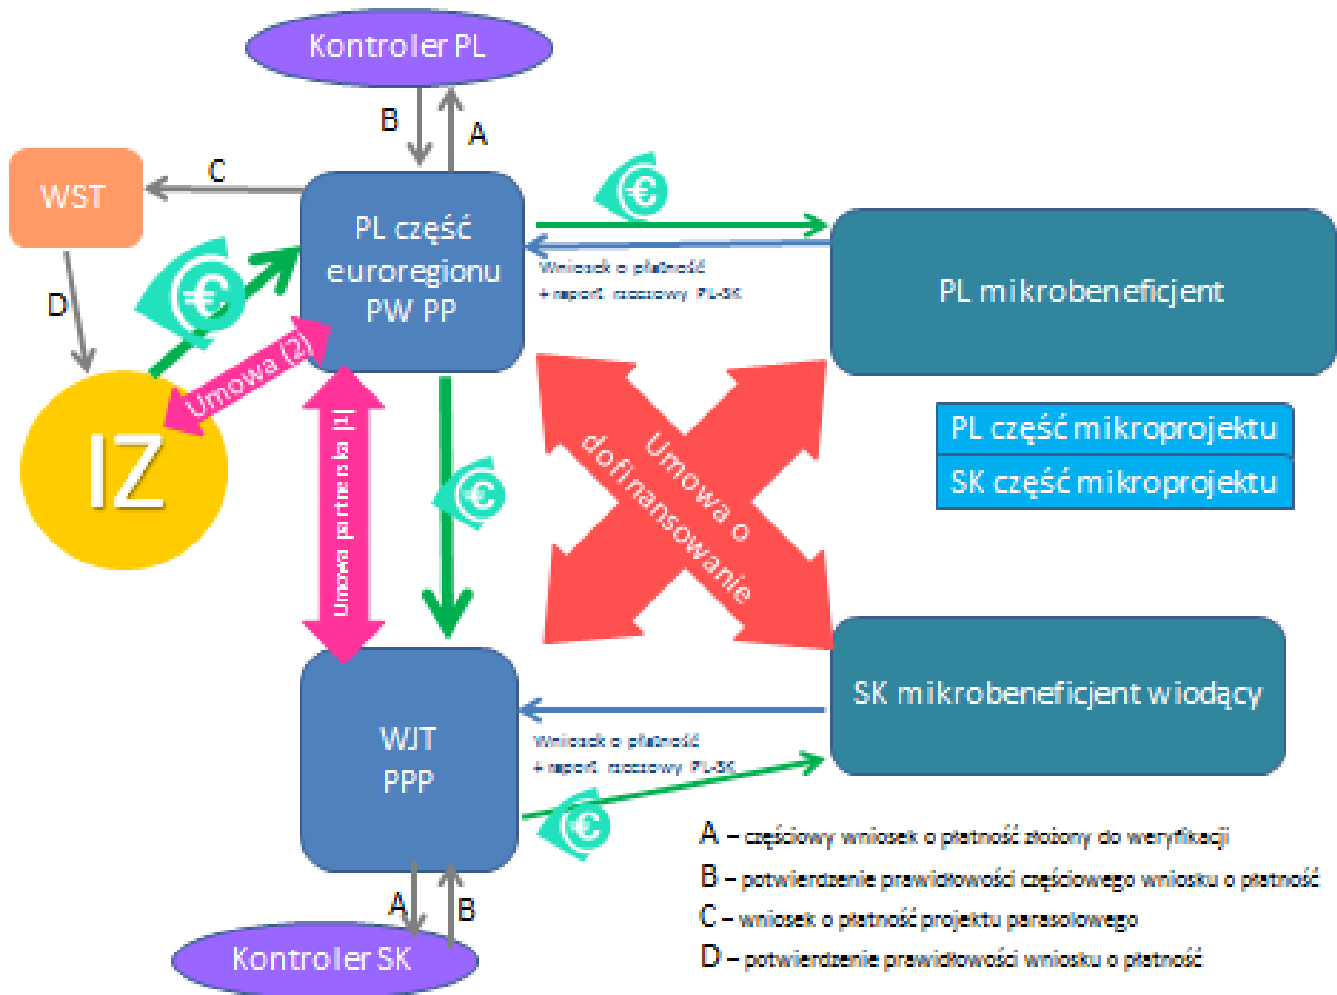 Kontroler PL
B
A
C
WST
PL część
euroregionu
PW PP
€
Wniosek o płatność
+ raport rzeczowy PL-SK
PL mikrobeneficjent
D
€
Umowa (2)
IZ
Umowa partnerska (1)
€
Umowa o
dofinansowanie
PL część mikroprojektu
SK część mikroprojektu
WJT
PPP
Wniosek o płatność
+ raport rzeczowy PL-SK
€
SK mikrobeneficjent wiodący
A
B
Kontroler SK
A – częściowy wniosek o płatność złożony do weryfikacji
B – potwierdzenie prawidłowości częściowego wniosku o płatność
C – wniosek o płatność projektu parasolowego
D – potwierdzenie prawidłowości wniosku o płatność